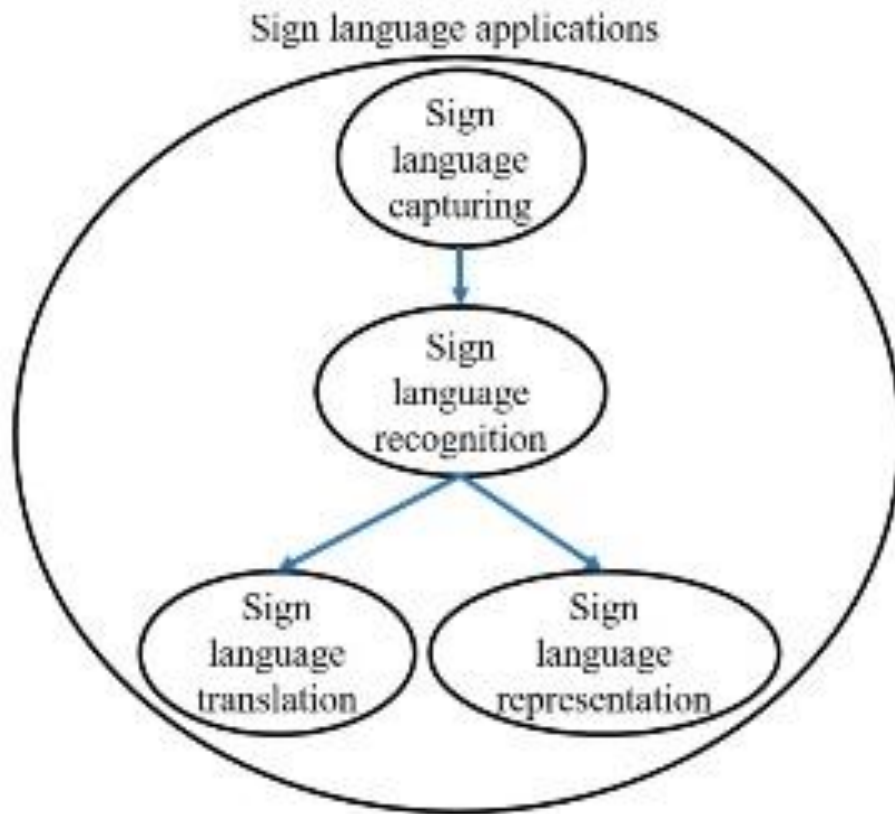 Sign language applications
Sign
language
capturing
Sign
language
recognition
Sign
language
translation
Sign
language
representation